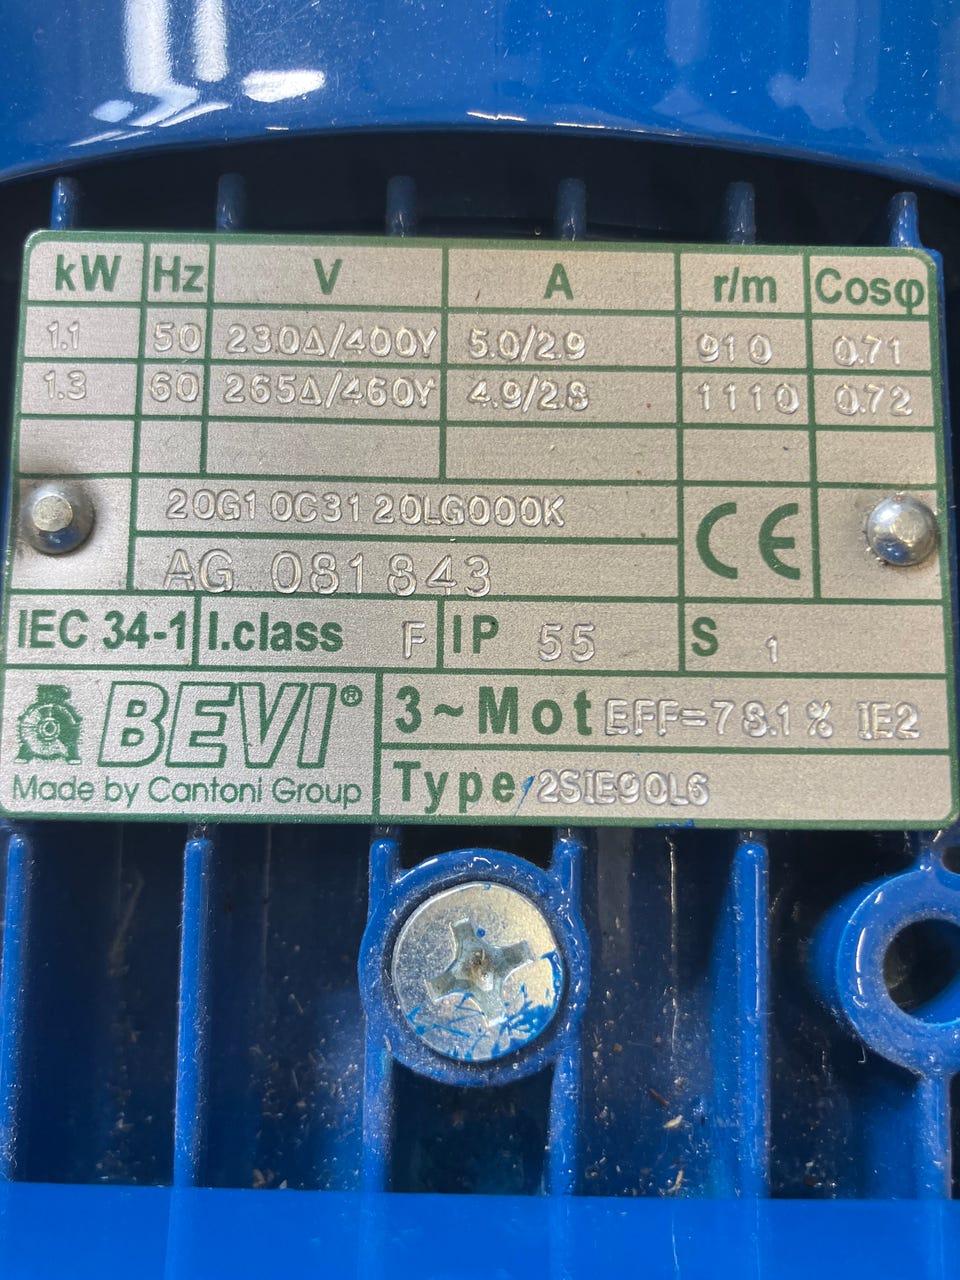 kW Hz V A r/m Cosφ
1.1 50 230Δ/400Y 5.0/2.9 910 0.71
1.3 60 265Δ/460Y 4.9/2.8 1110 0.72
20G10C3120LG000K
CE
AG 081843
IEC 34-1 I.class F IP 55 S 1
BEVI®
Made by Cantoni Group
3~Mot EFF=78.1% IE2
Type 2SIE90L6